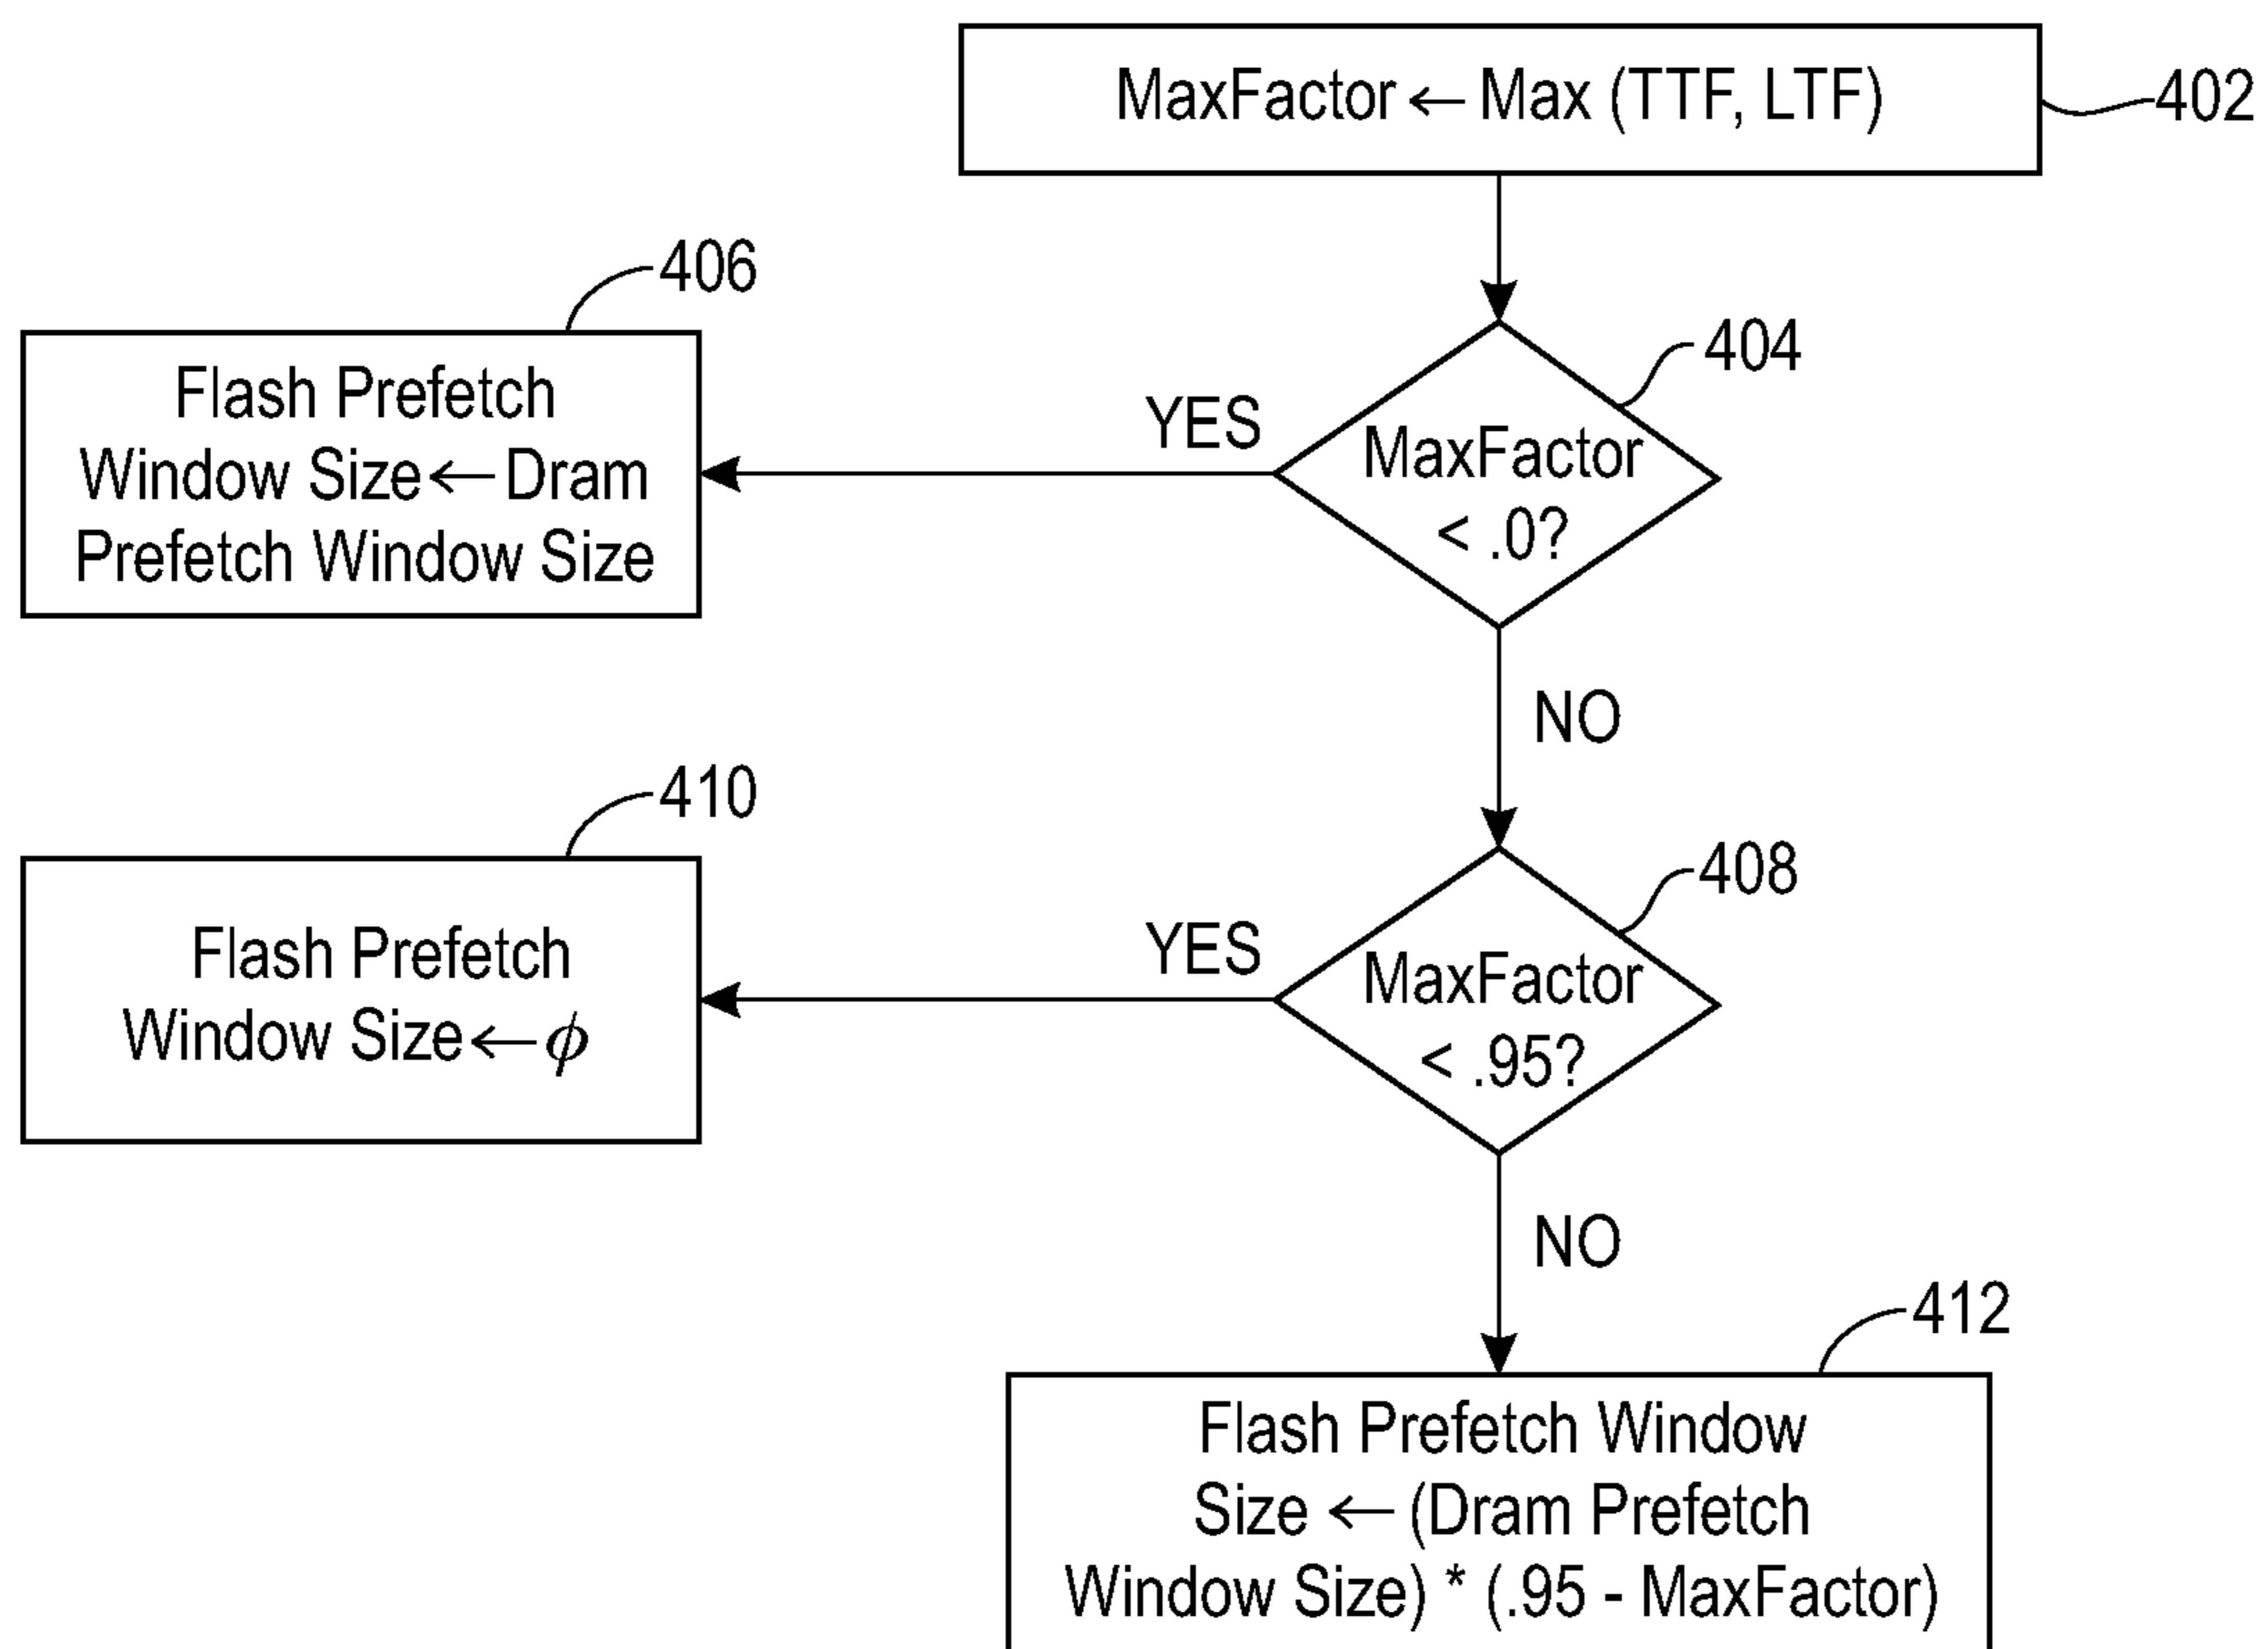 MaxFactor ← Max (TTF, LTF)
402
406
404
Flash Prefetch
Window Size ← Dram
Prefetch Window Size
YES
MaxFactor
< .0?
NO
410
408
Flash Prefetch
Window Size ← ϕ
YES
MaxFactor
< .95?
NO
412
Flash Prefetch Window
Size ← (Dram Prefetch
Window Size) * (.95 - MaxFactor)